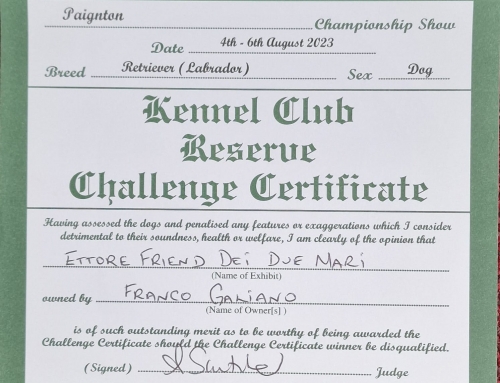 Paignton Championship Show
Date 4th - 6th August 2023
Breed Retriever (Labrador) Sex Dog
Kennel Club
Reserve
Challenge Certificate
Having assessed the dogs and penalised any features or exaggerations which I consider
detrimental to their soundness, health or welfare, I am clearly of the opinion that
ETTORE FRIEND DEI DUE MARI
(Name of Exhibit)
owned by FRANCO GALIANO
(Name of Owner[s] )
is of such outstanding merit as to be worthy of being awarded the
Challenge Certificate should the Challenge Certificate winner be disqualified.
(Signed) Judge